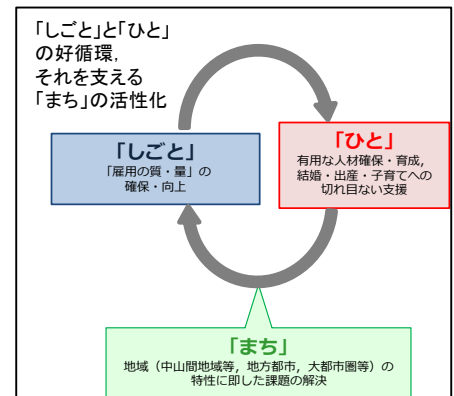 「しごと」と「ひと」
の好循環,
それを支える
「まち」の活性化
「しごと」
「雇用の質・量」の
確保・向上
「ひと」
有用な人材確保・育成,
結婚・出産・子育てへの
切れ目ない支援
「まち」
地域（中山間地域等，地方都市，大都市圏等）の
特性に即した課題の解決